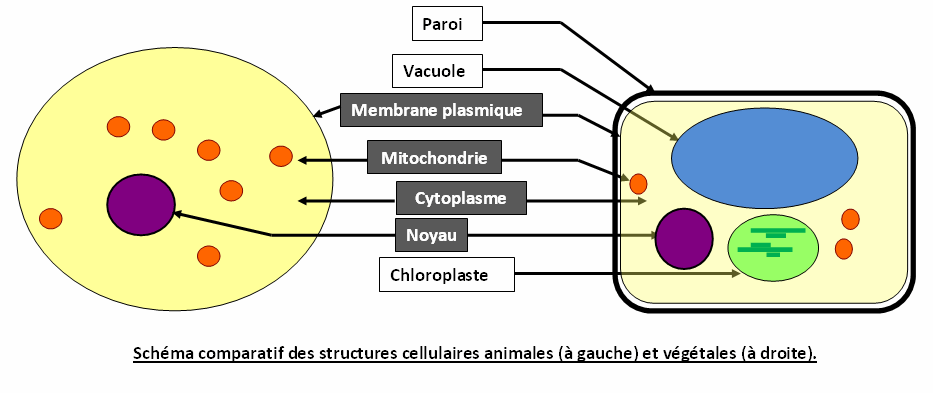 Paroi
Vacuole
Membrane plasmique
Mitochondrie
Cytoplasme
Noyau
Chloroplaste
Schéma comparatif des structures cellulaires animales (à gauche) et végétales (à droite).